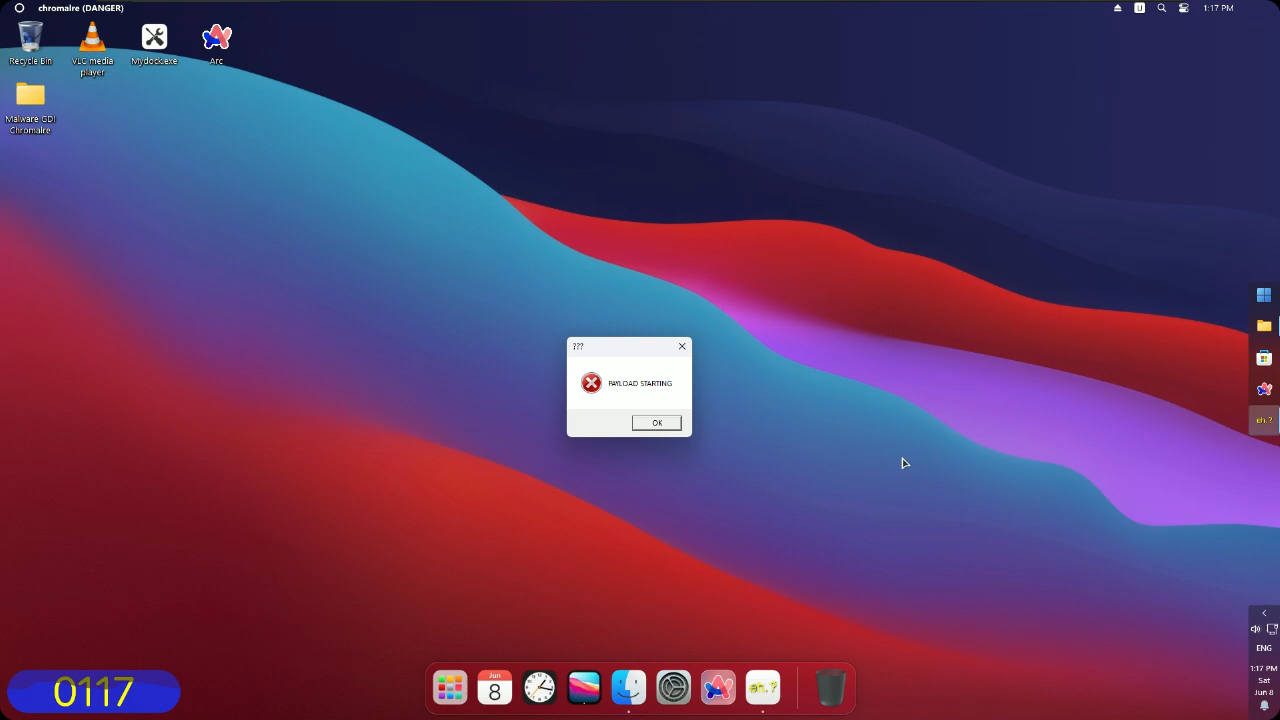 chromalre (DANGER)
U
1:17 PM
Recycle Bin
VLC media
player
Mydock.exe
Arc
Malware GDI
Chromalre
???
PAYLOAD STARTING
OK
eh.?
ENG
1:17 PM
Sat
Jun 8
0117
Jun
8
eh.?